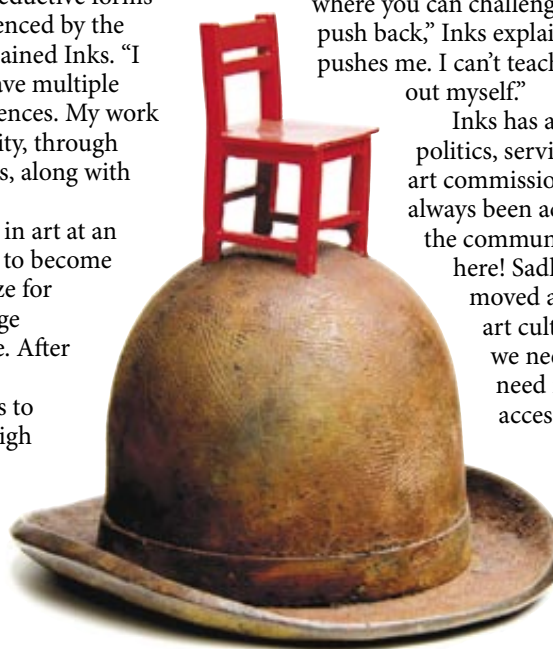 eductive forms
enced by the
ained Inks. “I
ave multiple
ences. My work
ity, through
s, along with
in art at an
to become
ze for
ge
e. After
s to
igh
where you can challeng
push back,” Inks explai
pushes me. I can’t teach
out myself.”
Inks has a
politics, servi
art commissio
always been a
the commun
here! Sadl
moved a
art cult
we nee
need
acces